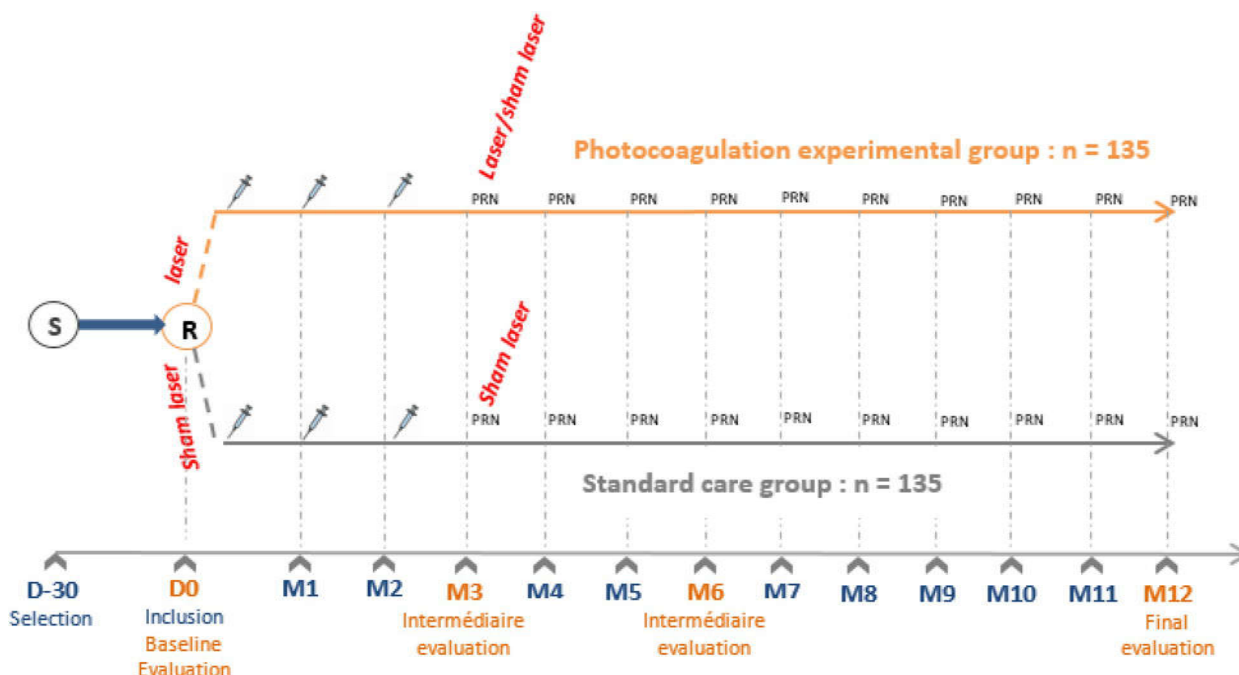 laser
Laser/sham laser
Photocoagulation experimental group : n = 135
PRN PRN PRN PRN PRN PRN PRN PRN PRN PRN
S
R
Sham laser
Sham laser
PRN PRN PRN PRN PRN PRN PRN PRN PRN PRN
Standard care group : n = 135
D-30 D0 M1 M2 M3 M4 M5 M6 M7 M8 M9 M10 M11 M12
Selection Inclusion Intermédiaire Intermédiaire Final
Baseline evaluation evaluation evaluation
Evaluation